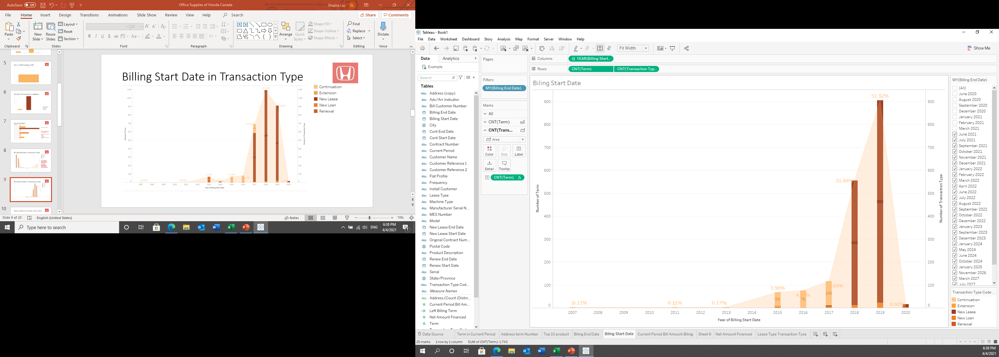 AutoSave Off
Office Supplies of Honda Canada
Shasha Liu SL
File Home Insert Design Transitions Animations Slide Show Review View Help Search
Share Comments
Paste
New Slide
Reuse Slides
Layout
Reset
Section
20
Find
Replace
Select
Arrange
Quick Styles
Shape Fill
Shape Outline
Shape Effects
Dictate
Clipboard Slides Font Paragraph Drawing Editing Voice
5
6
Number of Transaction in Address
7
Top 10 Product
8
Billing End Date in Transaction Type
9
Billing Start Date in Transaction Type
10
Billing Start Date in Transaction Type
Continuation
Extension
New Lease
New Loan
Renewal
2007 2008 2009 2010 2011 2012 2013 2014 2015 2016 2017 2018 2019 2020
Year of Billing Start Date
Slide 9 of 20 English (United States)
Notes
70%
Type here to search
ENG
6:38 PM
4/4/2021
Tableau - Book1
File Data Worksheet Dashboard Story Analysis Map Format Server Window Help
Fit Width
Show Me
Data Analytics
Example
Search
Tables
Address (copy)
Adv/Arr Indicator
Bill Customer Number
Billing End Date
Billing Start Date
City
Cont End Date
Cont Start Date
Contract Number
Current Period
Customer Name
Customer Reference 1
Customer Reference 2
Flat Profile
Frequency
Install Customer
Lease Type
Machine Type
Manufacturer Serial N...
MES Number
Model
New Lease End Date
New Lease Start Date
Original Contract Num...
Postal Code
Product Description
Renew End Date
Renew Start Date
Serial
State/Province
Transaction Type Cod...
Measure Names
Address (Count (Distin...
Current Period Bill Am...
Left Billing Term
Net Amount Financed
Term
Pages
Filters
MY(Billing End Date)
Marks
All
CNT(Term)
CNT(Trans...
Area
Color Size Label
Detail Tooltip
CNT(Term)
Columns YEAR(Billing Start..
Rows CNT(Term) CNT(Transaction Typ..
Biling Start Date
Number of Term
900
800
700
600
500
400
300
200
100
0
51.92%
883
31.84%
543
.66%
106
3.90%
59
76
0.11%
0.11%
0.17%
0.92%
900
800
700
600
500
400
300
200
100
0
Number of Transaction Type
2007 2008 2009 2010 2011 2012 2013 2014 2015 2016 2017 2018 2019 2020
Year of Billing Start Date
MY(Billing End Date)
(All)
June 2020
August 2020
September 2020
December 2020
January 2021
February 2021
March 2021
June 2021
July 2021
September 2021
October 2021
November 2021
December 2021
January 2022
February 2022
March 2022
April 2022
June 2022
July 2022
August 2022
September 2022
October 2022
December 2022
January 2023
September 2023
December 2023
January 2024
May 2024
June 2024
October 2024
January 2025
November 2026
March 2027
July 2027
Transaction Type Code ...
Continuation
Extension
New Lease
New Loan
Renewal
Data Source Term in Current Period Address term Number Top 10 product Biling End Date Biling Start Date Current Period Bill Amount-Biling Sheet 6 Net Amount Financed Lease Type Transaction Tyoe
25 marks 1 row by 1 column SUM of CNT(Term): 1,743
6:38 PM
4/4/2021